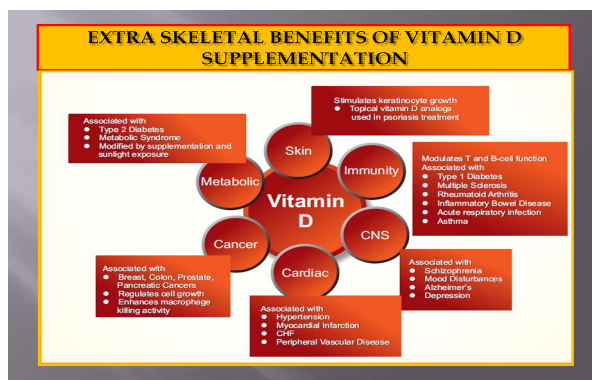 EXTRA SKELETAL BENEFITS OF VITAMIN D
SUPPLEMENTATION
Stimulates keratinocyte growth
● Topical vitamin D analogs
used in psoriasis treatment
Associated with
● Type 2 Diabetes
● Metabolic Syndrome
● Modified by supplementation and
sunlight exposure
Skin
Metabolic
Immunity
Modulates T and B-cell function
Associated with
● Type 1 Diabetes
● Multiple Sclerosis
● Rheumatoid Arthritis
● Inflammatory Bowel Disease
● Acute respiratory infection
● Asthma
Vitamin
D
Cancer
CNS
Cardiac
Associated with
● Breast, Colon, Prostate,
Pancreatic Cancers
● Regulates cell growth
● Enhances macrophage
killing activity
Associated with
● Schizophrenia
● Mood Disturbances
● Alzheimer's
● Depression
Associated with
● Hypertension
● Myocardial Infarction
● CHF
● Peripheral Vascular Disease